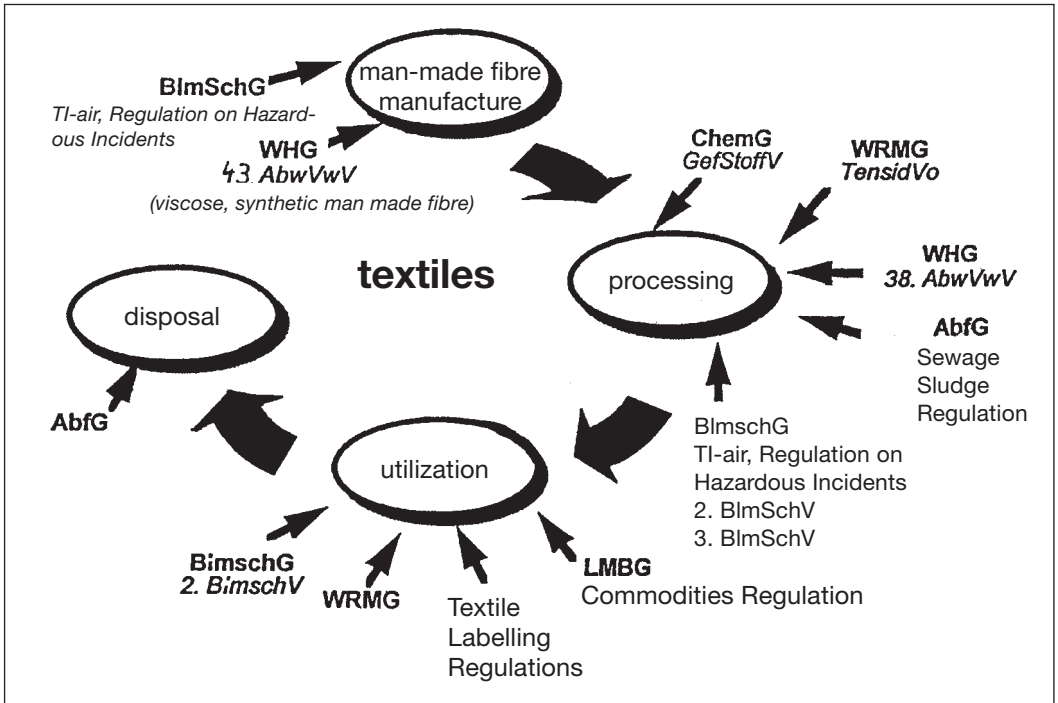 man-made fibre
manufacture
BlmSchG
TI-air, Regulation on Hazard-
ous Incidents
WHG
43. AbwVwV
(viscose, synthetic man made fibre)
ChemG
GefStoffV
WRMG
TensidVo
textiles
processing
WHG
38. AbwVwV
AbfG
Sewage
Sludge
Regulation
disposal
AbfG
BlmschG
TI-air, Regulation on
Hazardous Incidents
2. BlmSchV
3. BlmSchV
utilization
BimschG
2. BimschV
WRMG
Textile
Labelling
Regulations
LMBG
Commodities Regulation